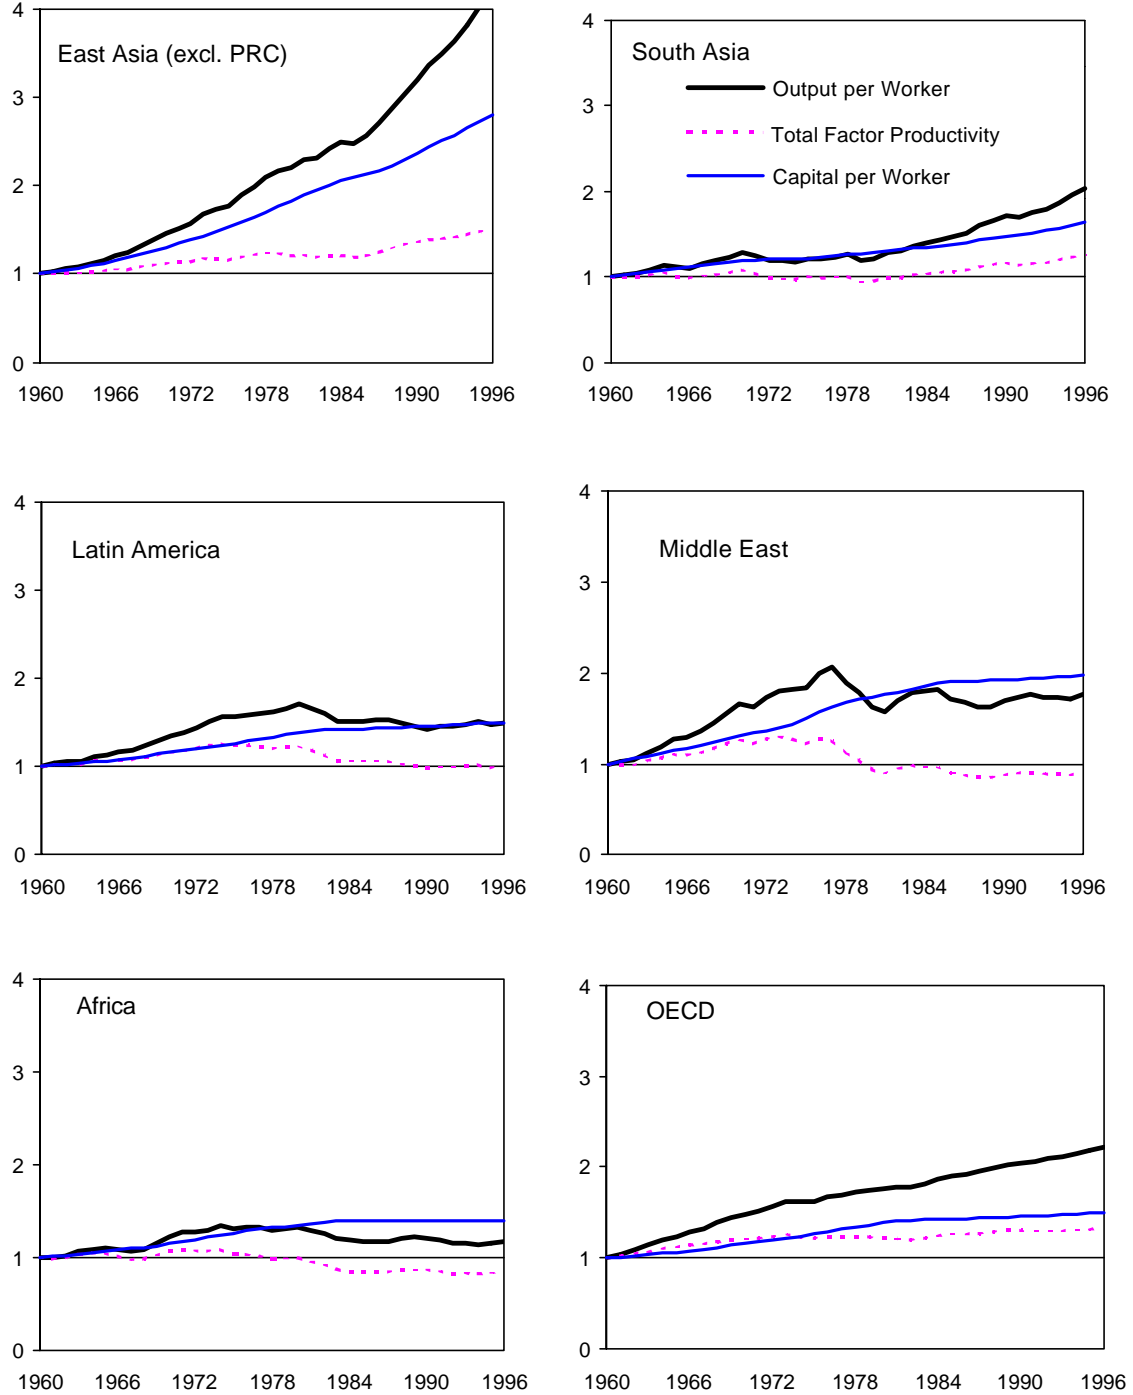 East Asia (excl. PRC)
4
3
2
1
0
1960 1966 1972 1978 1984 1990 1996
South Asia
Output per Worker
Total Factor Productivity
Capital per Worker
4
3
2
1
0
1960 1966 1972 1978 1984 1990 1996
Latin America
4
3
2
1
0
1960 1966 1972 1978 1984 1990 1996
Middle East
4
3
2
1
0
1960 1966 1972 1978 1984 1990 1996
Africa
4
3
2
1
0
1960 1966 1972 1978 1984 1990 1996
OECD
4
3
2
1
0
1960 1966 1972 1978 1984 1990 1996